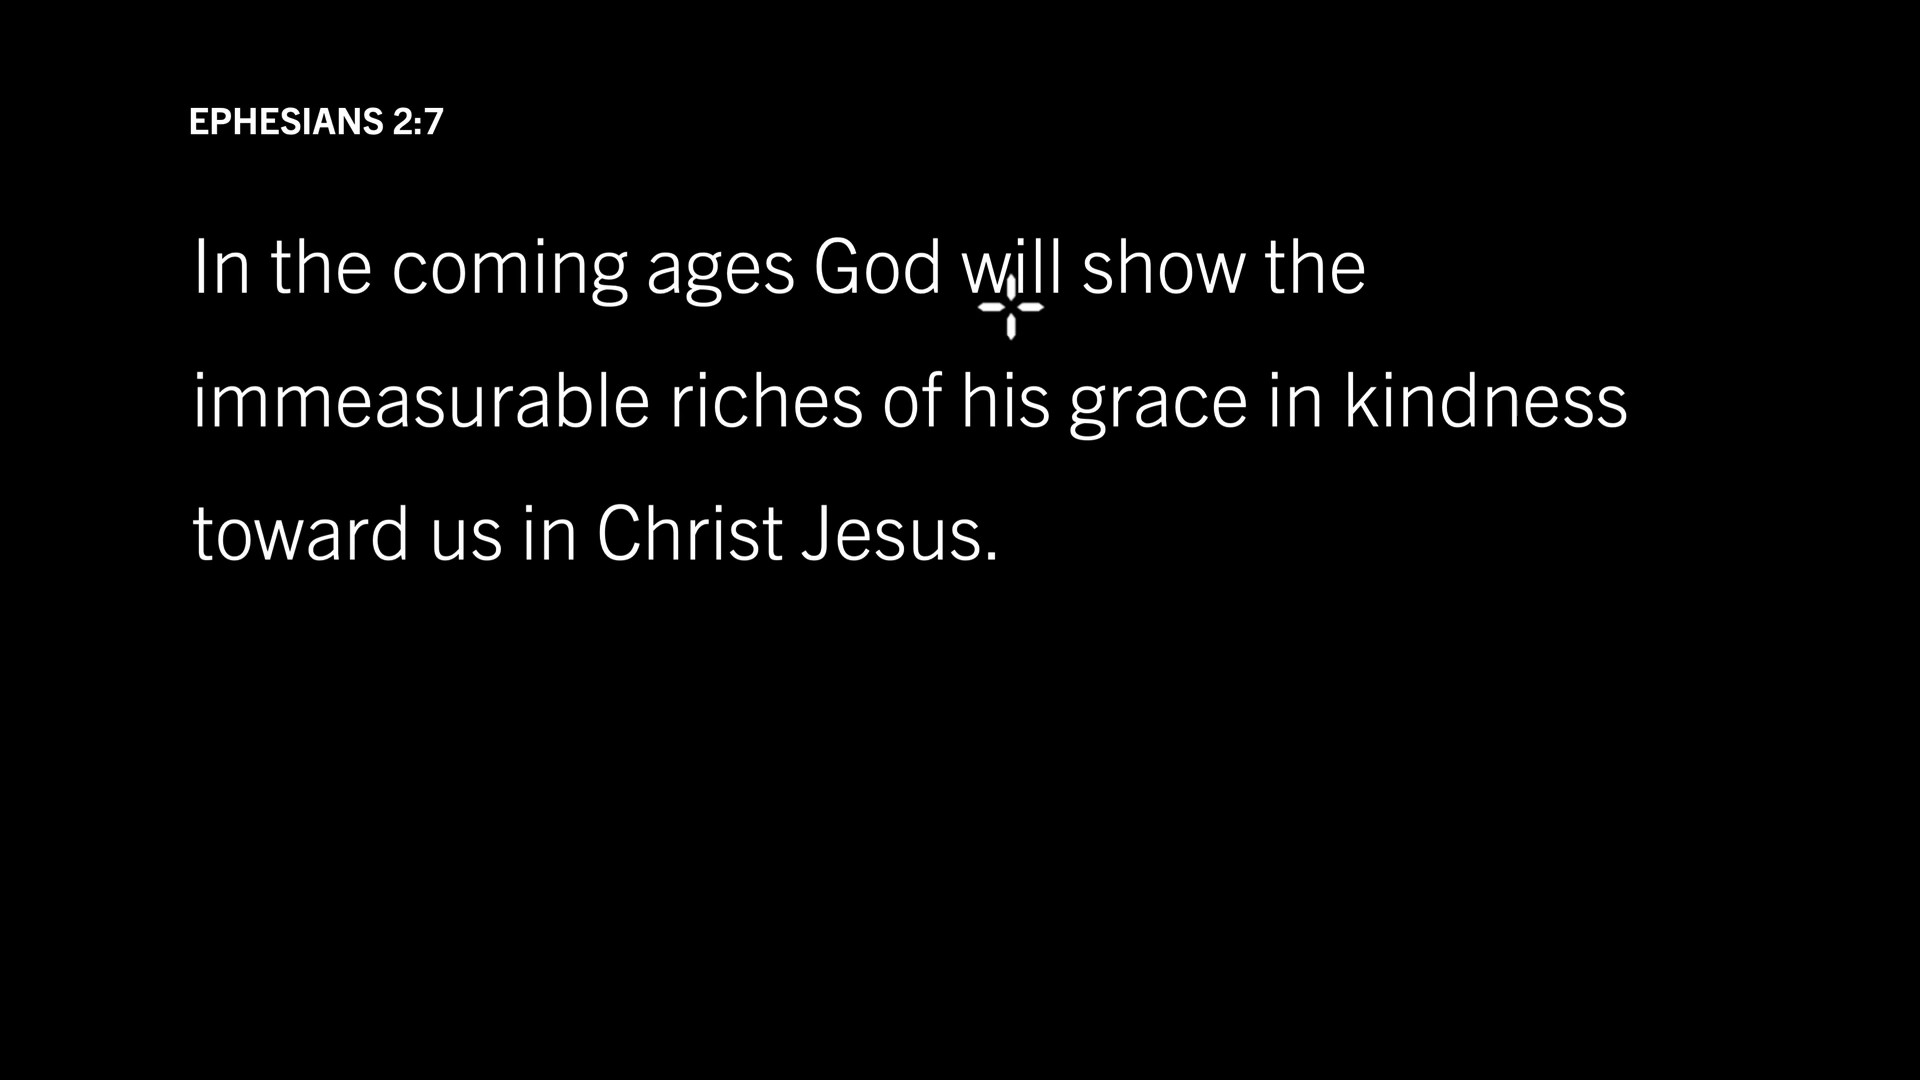 EPHESIANS 2:7
In the coming ages God will show the
immeasurable riches of his grace in kindness
toward us in Christ Jesus.